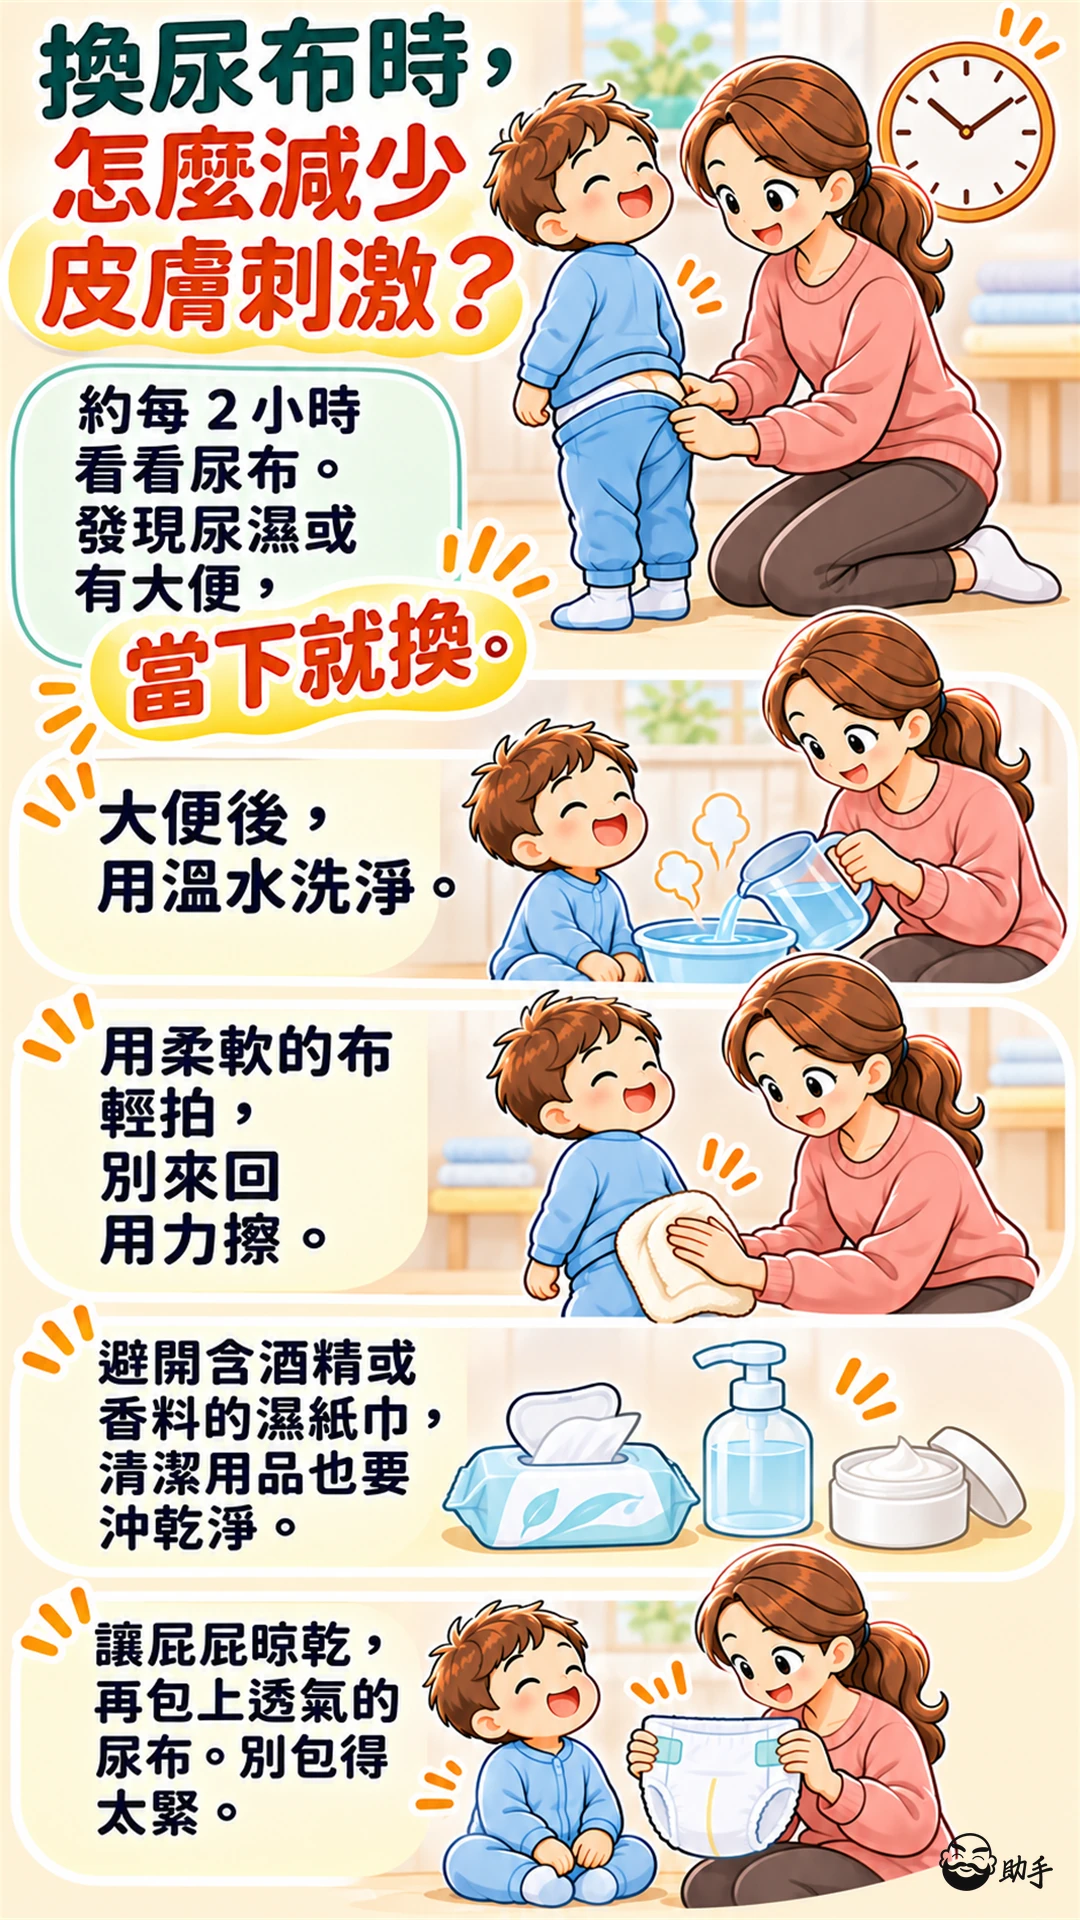 換尿布時，
怎麼減少
皮膚刺激？
約每 2 小時
看看尿布。
發現尿濕或
有大便，
當下就換。
大便後，
用溫水洗淨。
用柔軟的布
輕拍，
別來回
用力擦。
避開含酒精或
香料的濕紙巾，
清潔用品也要
沖乾淨。
讓屁屁晾乾，
再包上透氣的
尿布。別包得
太緊。
助手